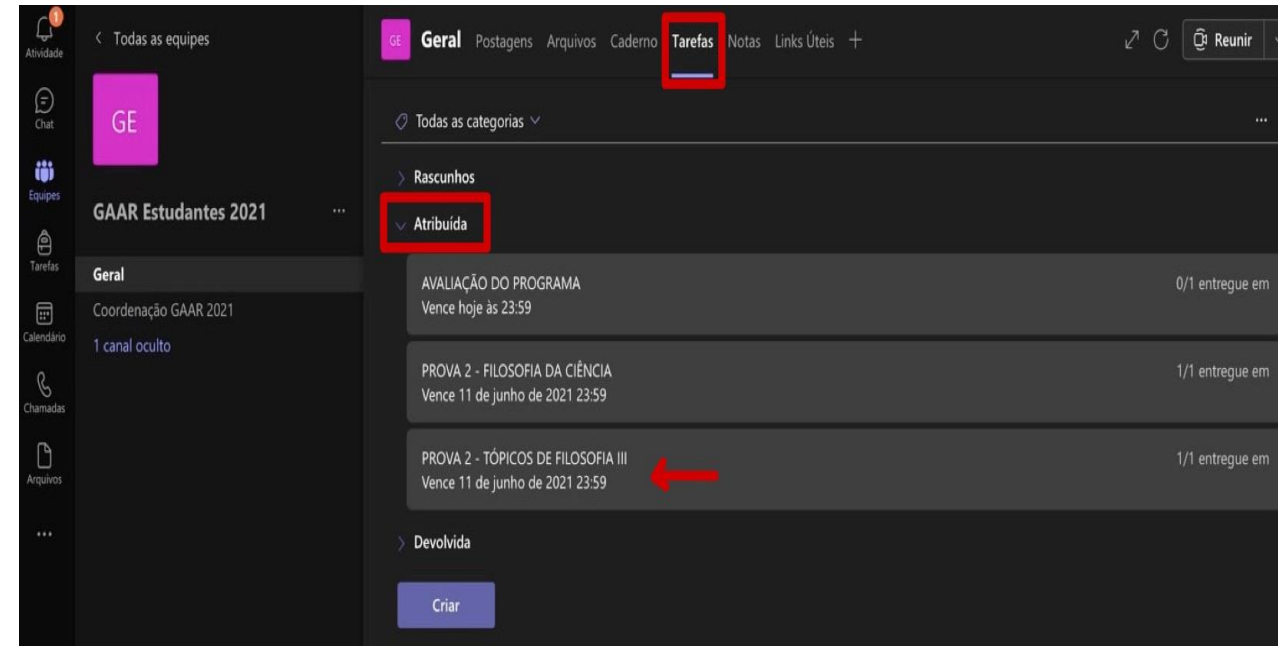 1
Atividade
Chat
Equipes
Tarefas
Calendário
Chamadas
Arquivos
...
Todas as equipes
GE
GAAR Estudantes 2021 ...
Geral
Coordenação GAAR 2021
1 canal oculto
GE Geral Postagens Arquivos Caderno Tarefas Notas Links Úteis + Reunir
Todas as categorias ...
Rascunhos
Atribuída
AVALIAÇÃO DO PROGRAMA 0/1 entregue em
Vence hoje às 23:59
PROVA 2 - FILOSOFIA DA CIÊNCIA 1/1 entregue em
Vence 11 de junho de 2021 23:59
PROVA 2 - TÓPICOS DE FILOSOFIA III 1/1 entregue em
Vence 11 de junho de 2021 23:59
Devolvida
Criar